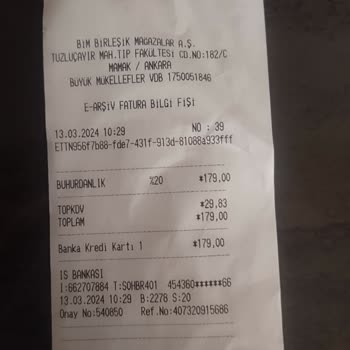 BİM BİRLEŞİK MAĞAZALAR A.Ş.
TUZLUÇAYIR MAH.TIP FAKÜLTESİ CD.NO:182/C
MAMAK / ANKARA
BÜYÜK MÜKELLEFLER VDB 1750051846
E-ARŞİV FATURA BİLGİ FİŞİ
13.03.2024 10:29 NO : 39
ETTN956f7b88-fde7-431f-913d-81088a933fff
BUHURDANLIK %20 *179,00
TOPKDV *29,83
TOPLAM *179,00
Banka Kredi Kartı 1 *179,00
IS BANKASI
I:662707884 T:SOHBR401 454360******66
13.03.2024 10:29 B:2278 S:20
Onay No:540850 Ref.No:407320915686